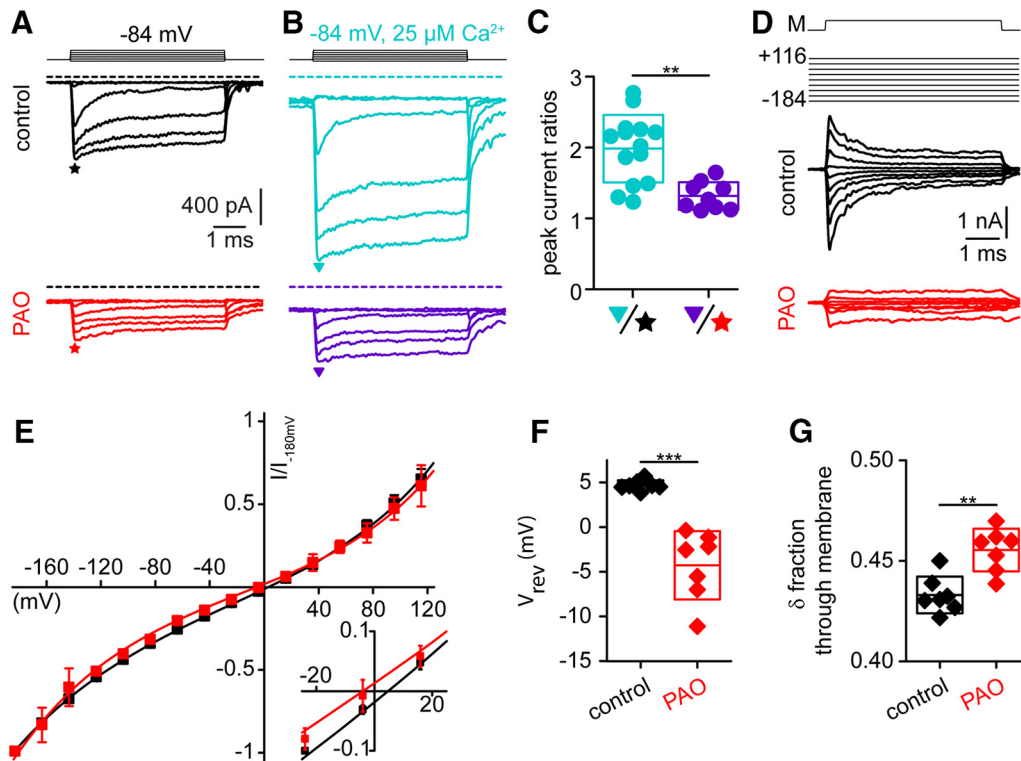 A
-84 mV
control
400 pA
1 ms
PAO
B
-84 mV, 25 µM Ca²⁺
C
peak current ratios
**
3
2
1
0
D
M
+116
-184
control
1 nA
1 ms
PAO
E
I/I-180mV
1
0.5
-0.5
-1
-160 -120 -80 -40
(mV)
40 80 120
0.1
-20
20
-0.1
F
Vrev (mV)
***
5
0
-5
-10
-15
control
PAO
G
δ fraction
through membrane
**
0.50
0.45
0.40
control
PAO